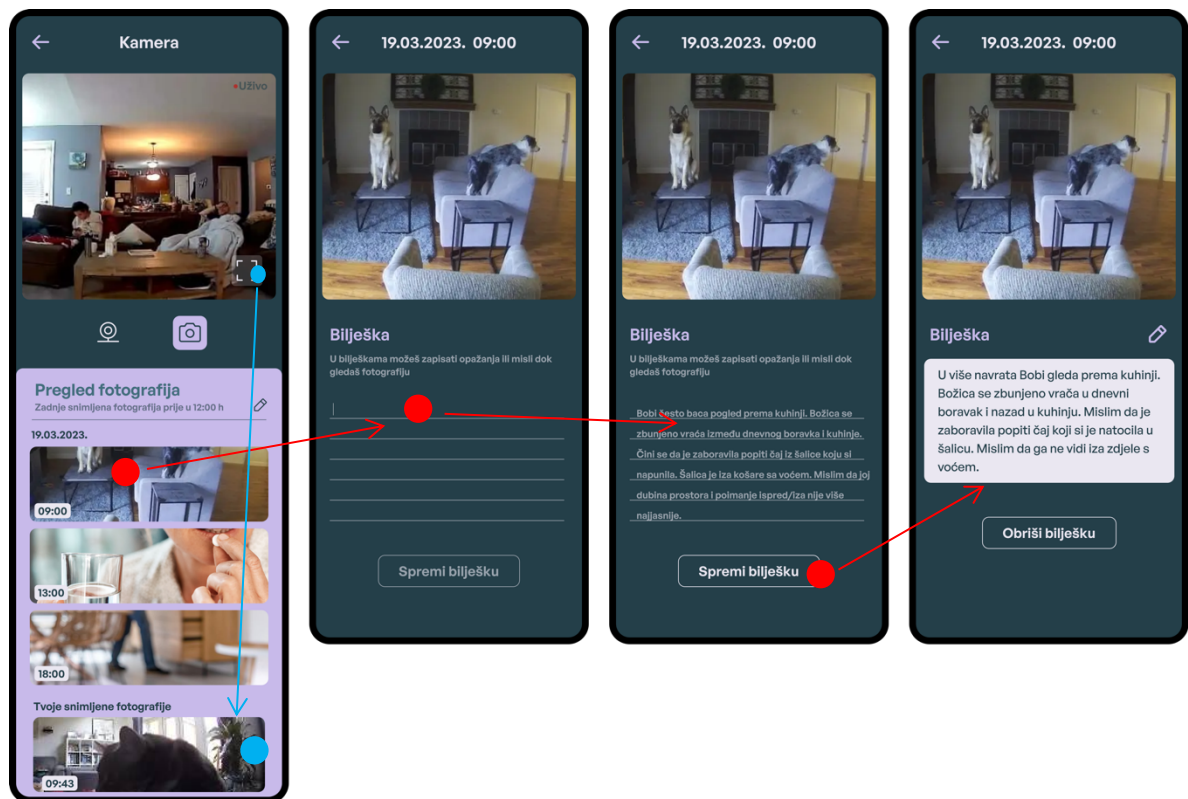 Kamera
Uživo
Pregled fotografija
Zadnje snimljena fotografija prije u 12:00 h
19.03.2023.
09:00
13:00
18:00
Tvoje snimljene fotografije
09:43
19.03.2023. 09:00
Bilješka
U bilješkama možeš zapisati opažanja ili misli dok
gledaš fotografiju
Spremi bilješku
19.03.2023. 09:00
Bilješka
U bilješkama možeš zapisati opažanja ili misli dok
gledaš fotografiju
Bobi često baca pogled prema kuhinji. Božica se
zbunjeno vraća između dnevnog boravka i kuhinje.
Čini se da je zaboravila popiti čaj iz šalice koju si
napunila. Šalica je iza košare sa voćem. Mislim da joj
dubina prostora i poimanje ispred/iza nije više
najjasnije.
Spremi bilješku
19.03.2023. 09:00
Bilješka
U više navrata Bobi gleda prema kuhinji.
Božica se zbunjeno vrača u dnevni
boravak i nazad u kuhinju. Mislim da je
zaboravila popiti čaj koji si je natocila u
šalicu. Mislim da ga ne vidi iza zdjele s
voćem.
Obriši bilješku